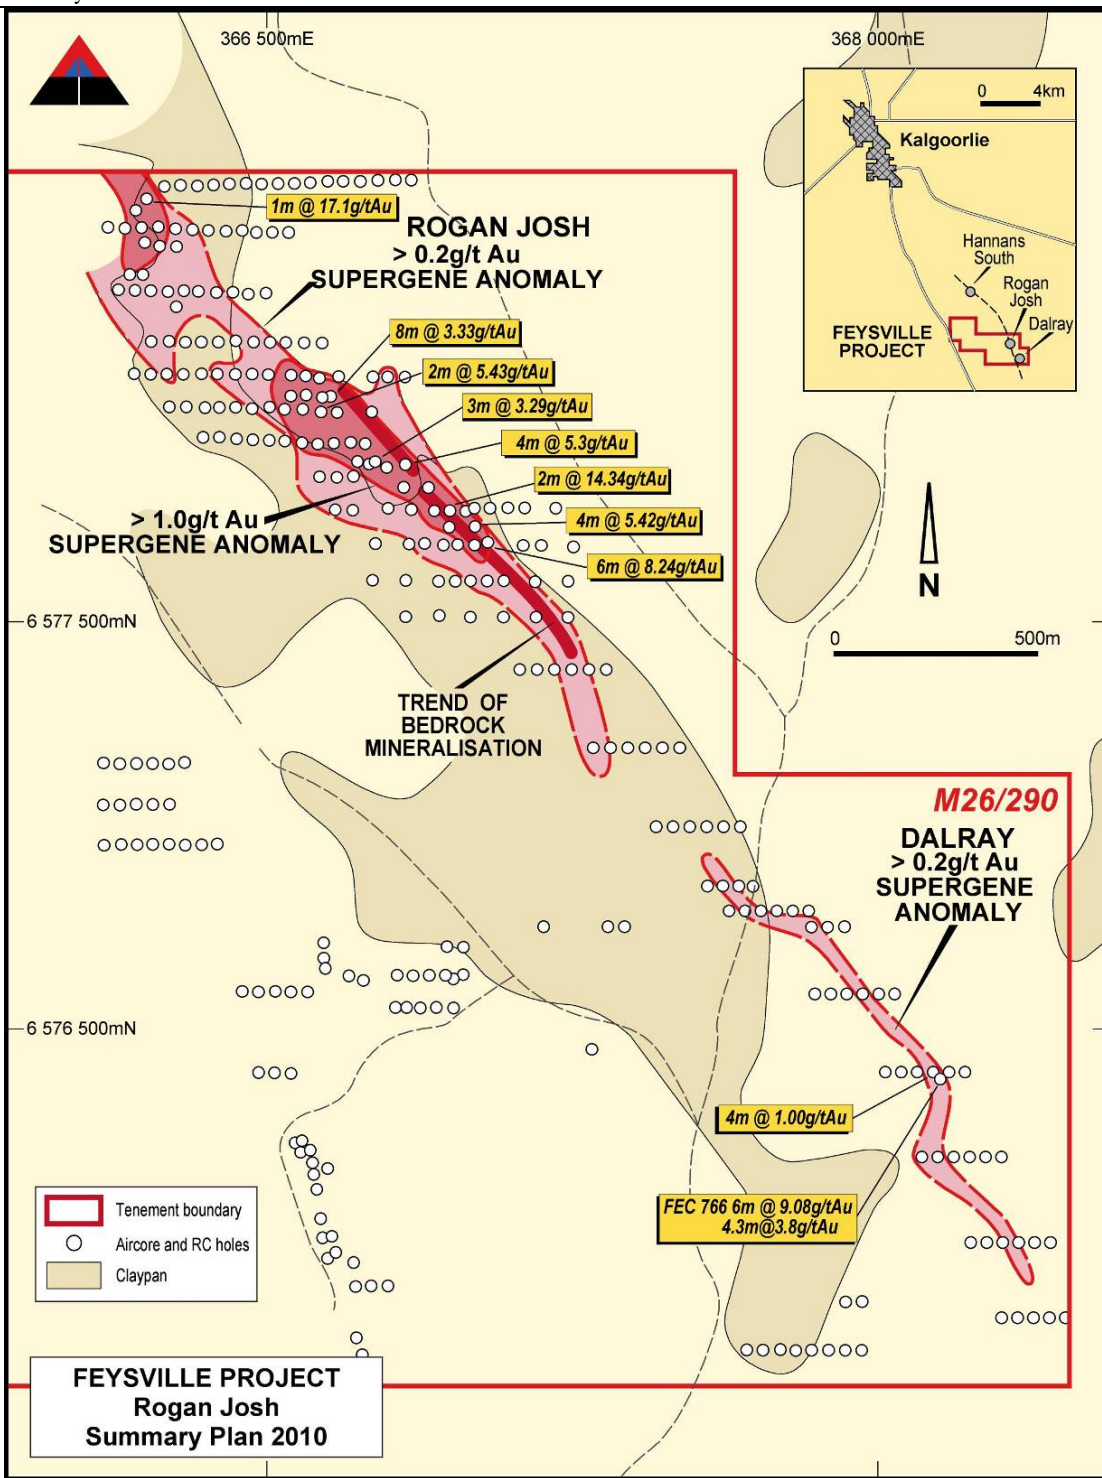 366 500mE
368 000mE
0 4km
Kalgoorlie
Hannans
South
Rogan
Josh
Dalray
FEYSVILLE
PROJECT
1m @ 17.1g/tAu
ROGAN JOSH
> 0.2g/t Au
SUPERGENE ANOMALY
8m @ 3.33g/tAu
2m @ 5.43g/tAu
3m @ 3.29g/tAu
4m @ 5.3g/tAu
2m @ 14.34g/tAu
4m @ 5.42g/tAu
6m @ 8.24g/tAu
> 1.0g/t Au
SUPERGENE ANOMALY
N
6 577 500mN
0 500m
TREND OF
BEDROCK
MINERALISATION
M26/290
DALRAY
> 0.2g/t Au
SUPERGENE
ANOMALY
6 576 500mN
4m @ 1.00g/tAu
FEC 766 6m @ 9.08g/tAu
4.3m@3.8g/tAu
Tenement boundary
Aircore and RC holes
Claypan
FEYSVILLE PROJECT
Rogan Josh
Summary Plan 2010